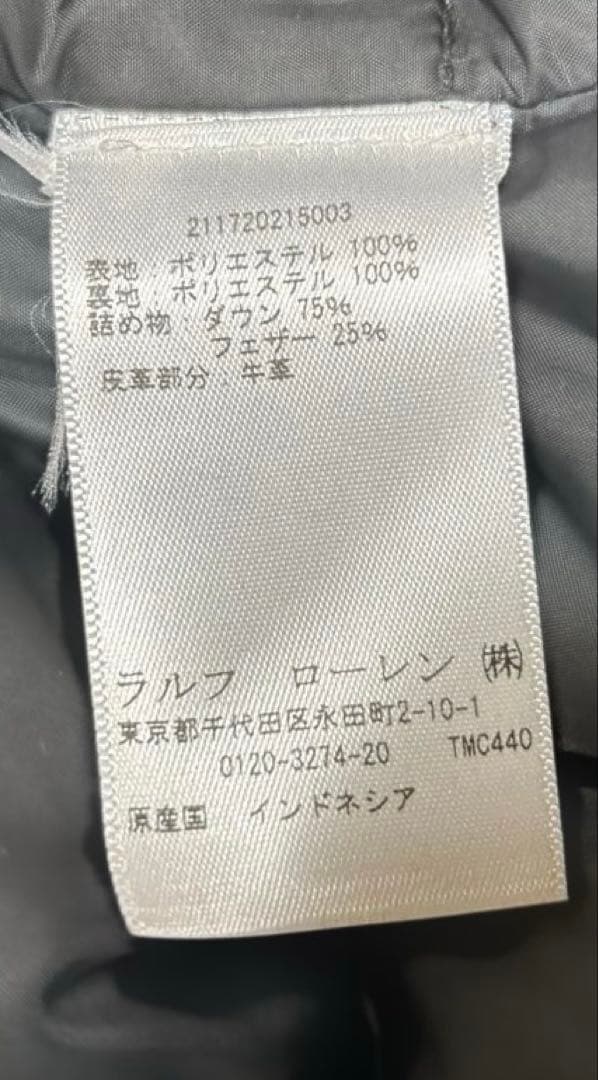 211720215003
表地：ポリエステル 100%
裏地：ポリエステル 100%
詰め物：ダウン 75%
フェザー 25%
皮革部分：牛革
ラルフ ローレン ㈱
東京都千代田区永田町2-10-1
0120-3274-20 TMC440
原産国 インドネシア